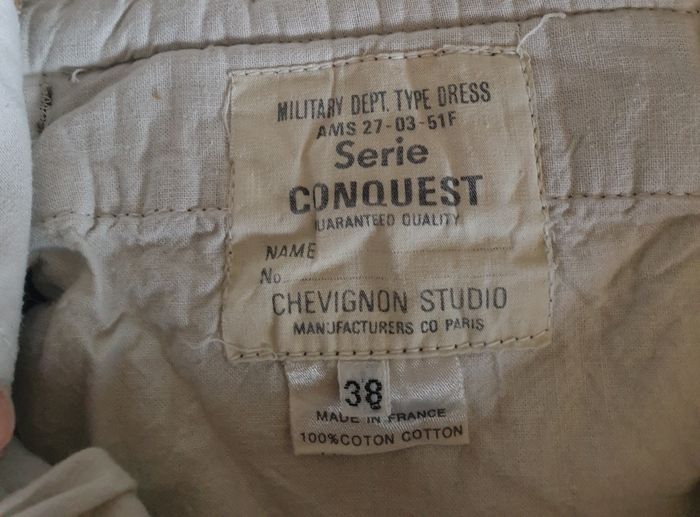 MILITARY DEPT. TYPE DRESS
AMS 27-03-51F
Serie
CONQUEST
UARANTEED QUALITY
NAME
No
CHEVIGNON STUDIO
MANUFACTURERS CO PARIS
38
MADE IN FRANCE
100%COTON COTTON